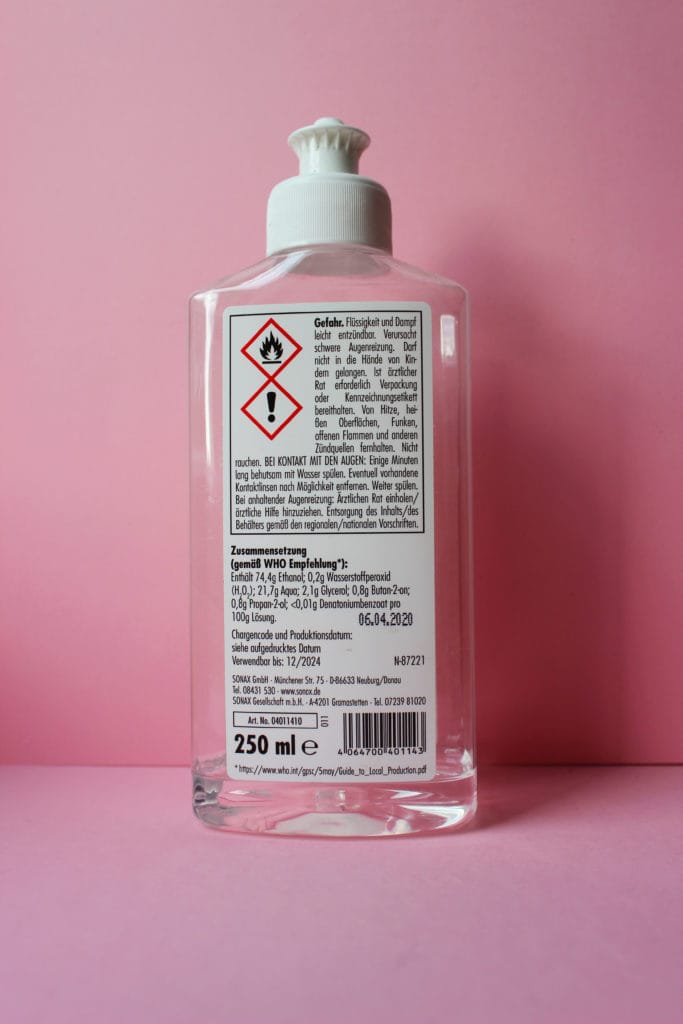 Gefahr. Flüssigkeit und Dampf
leicht entzündbar. Verursacht
schwere Augenreizung. Darf
nicht in die Hände von Kin-
dern gelangen. Ist ärztlicher
Rat erforderlich Verpackung
oder Kennzeichnungsetikett
bereithalten. Von Hitze, hei-
ßen Oberflächen, Funken,
offenen Flammen und anderen
Zündquellen fernhalten. Nicht
rauchen. BEI KONTAKT MIT DEN AUGEN: Einige Minuten
lang behutsam mit Wasser spülen. Eventuell vorhandene
Kontaktlinsen nach Möglichkeit entfernen. Weiter spülen.
Bei anhaltender Augenreizung: Ärztlichen Rat einholen/
ärztliche Hilfe hinzuziehen. Entsorgung des Inhalts/des
Behälters gemäß den regionalen/nationalen Vorschriften.
Zusammensetzung
(gemäß WHO Empfehlung*):
Enthält 74,4g Ethanol; 0,2g Wasserstoffperoxid
(H₂O₂); 21,7g Aqua; 2,1g Glycerol; 0,8g Butan-2-on;
0,8g Propan-2-ol; <0,01g Denatoniumbenzoat pro
100g Lösung. 06.04.2020
Chargencode und Produktionsdatum:
siehe aufgedrucktes Datum
Verwendbar bis: 12/2024 N-87221
SONAX GmbH · Münchener Str. 75 · D-86633 Neuburg/Donau
Tel. 08431 530 · www.sonax.de
SONAX Gesellschaft m.b.H. · A-4201 Gramastetten · Tel. 07239 81020
Art. No. 04011410 011
250 ml e 4 064700 401143
* https://www.who.int/gpsc/5may/Guide_to_Local_Production.pdf